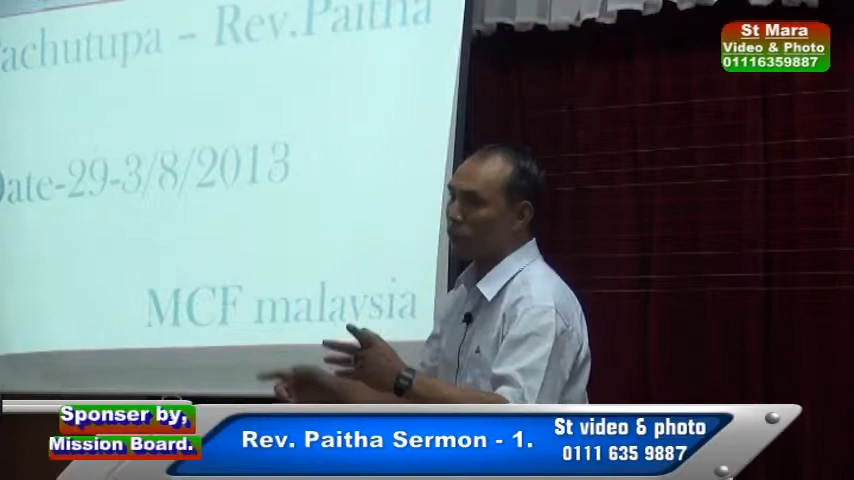 achutupa - Rev.Paitha
Date-29-3/8/2013
MCF malaysia
St Mara
Video & Photo
01116359887
Sponser by,
Mission Board.
Rev. Paitha Sermon - 1.
St video & photo
0111 635 9887